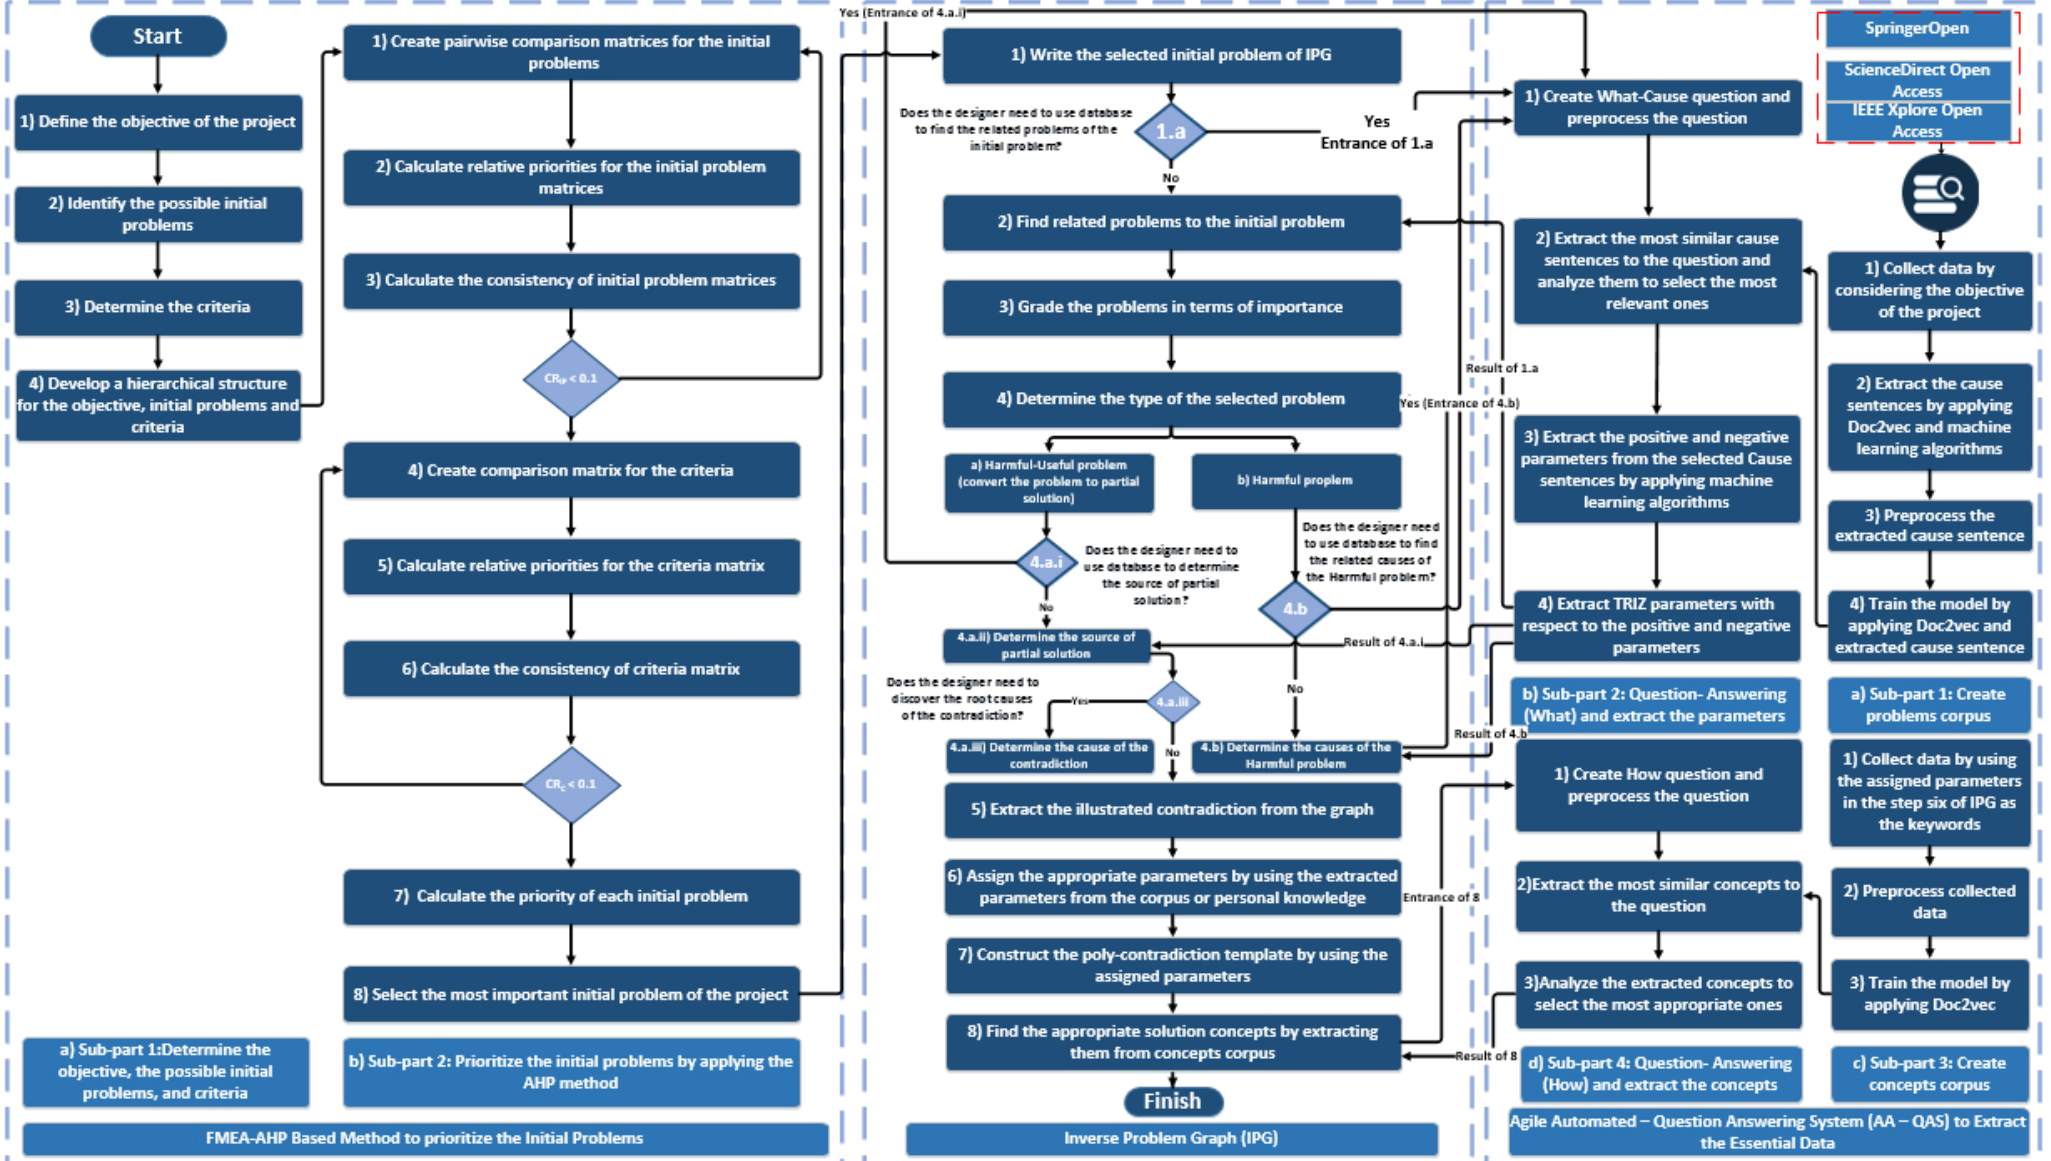 Start
1) Define the objective of the project
2) Identify the possible initial
problems
3) Determine the criteria
4) Develop a hierarchical structure
for the objective, initial problems and
criteria
a) Sub-part 1:Determine the
objective, the possible initial
problems, and criteria
1) Create pairwise comparison matrices for the initial
problems
2) Calculate relative priorities for the initial problem
matrices
3) Calculate the consistency of initial problem matrices
CR_IP < 0.1
4) Create comparison matrix for the criteria
5) Calculate relative priorities for the criteria matrix
6) Calculate the consistency of criteria matrix
CR_C < 0.1
7) Calculate the priority of each initial problem
8) Select the most important initial problem of the project
b) Sub-part 2: Prioritize the initial problems by applying the
AHP method
FMEA-AHP Based Method to prioritize the Initial Problems
Yes (Entrance of 4.a.i)
1) Write the selected initial problem of IPG
Does the designer need to use database
to find the related problems of the
initial problem?
1.a
Yes
Entrance of 1.a
No
2) Find related problems to the initial problem
3) Grade the problems in terms of importance
Result of 1.a
4) Determine the type of the selected problem
Yes (Entrance of 4.b)
a) Harmful-Useful problem
(convert the problem to partial
solution)
b) Harmful proplem
4.a.i
Does the designer need to
use database to determine
the source of partial
solution?
Does the designer need
to use database to find
the related causes of
the Harmful problem?
4.b
No
4.a.ii) Determine the source of
partial solution
Result of 4.a.i
Does the designer need to
discover the root causes
of the contradiction?
Yes
4.a.iii
No
No
4.a.iii) Determine the cause of the
contradiction
4.b) Determine the causes of the
Harmful problem
Result of 4.b
5) Extract the illustrated contradiction from the graph
6) Assign the appropriate parameters by using the extracted
parameters from the corpus or personal knowledge
Entrance of 8
7) Construct the poly-contradiction template by using the
assigned parameters
8) Find the appropriate solution concepts by extracting
them from concepts corpus
Result of 8
Finish
Inverse Problem Graph (IPG)
1) Create What-Cause question and
preprocess the question
2) Extract the most similar cause
sentences to the question and
analyze them to select the most
relevant ones
3) Extract the positive and negative
parameters from the selected Cause
sentences by applying machine
learning algorithms
4) Extract TRIZ parameters with
respect to the positive and negative
parameters
b) Sub-part 2: Question- Answering
(What) and extract the parameters
1) Create How question and
preprocess the question
2)Extract the most similar concepts to
the question
3)Analyze the extracted concepts to
select the most appropriate ones
d) Sub-part 4: Question- Answering
(How) and extract the concepts
SpringerOpen
ScienceDirect Open
Access
IEEE Xplore Open
Access
1) Collect data by
considering the objective
of the project
2) Extract the cause
sentences by applying
Doc2vec and machine
learning algorithms
3) Preprocess the
extracted cause sentence
4) Train the model by
applying Doc2vec and
extracted cause sentence
a) Sub-part 1: Create
problems corpus
1) Collect data by using
the assigned parameters
in the step six of IPG as
the keywords
2) Preprocess collected
data
3) Train the model by
applying Doc2vec
c) Sub-part 3: Create
concepts corpus
Agile Automated – Question Answering System (AA – QAS) to Extract
the Essential Data